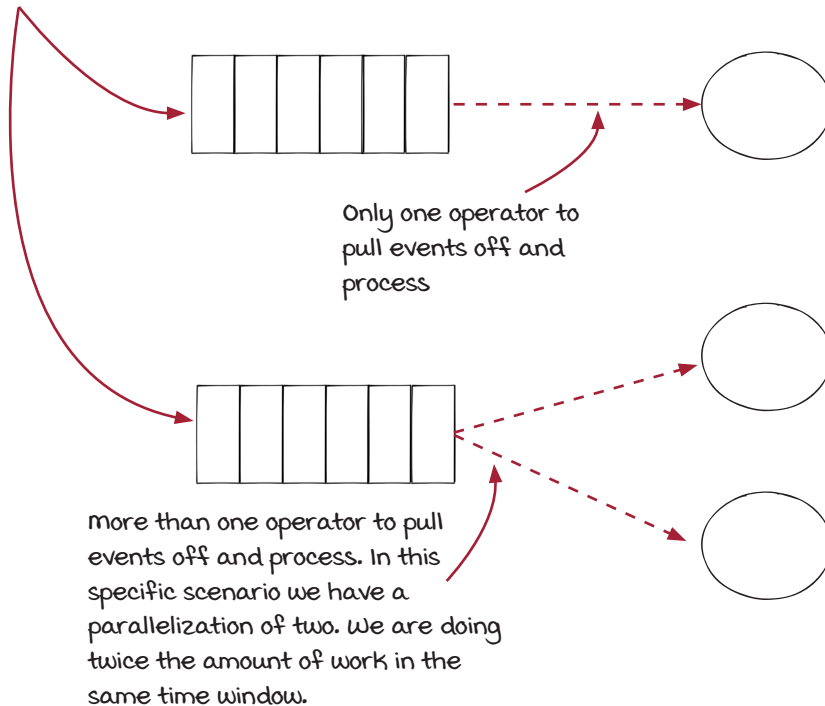 Only one operator to
pull events off and
process
more than one operator to pull
events off and process. In this
specific scenario we have a
parallelization of two. We are doing
twice the amount of work in the
same time window.